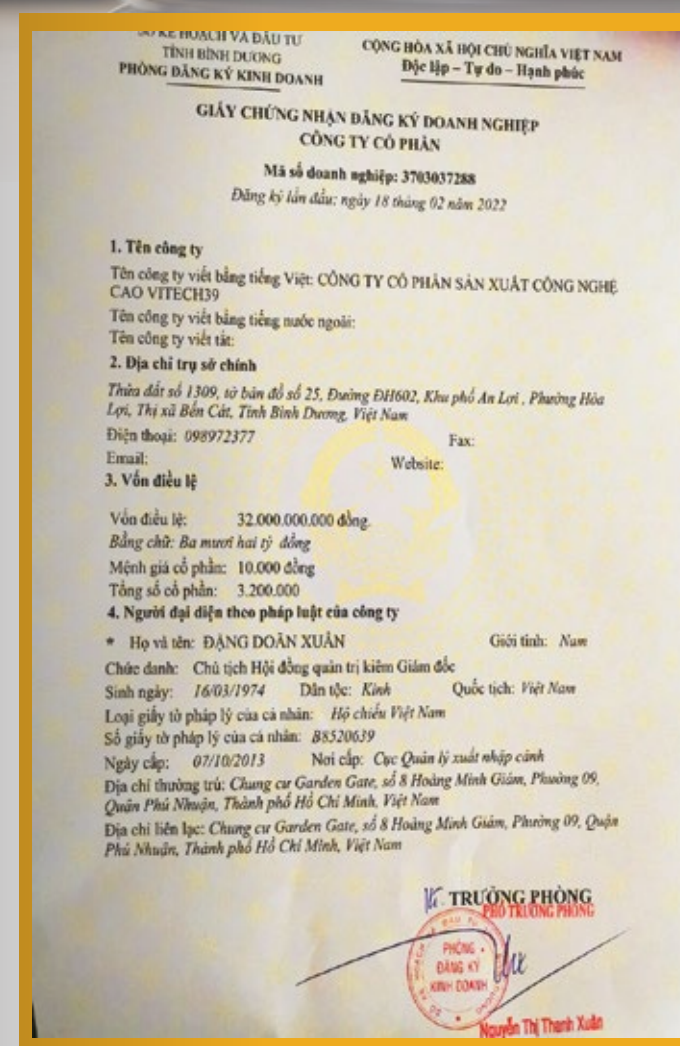 SỞ KẾ HOẠCH VÀ ĐẦU TƯ
TỈNH BÌNH DƯƠNG
PHÒNG ĐĂNG KÝ KINH DOANH
CỘNG HÒA XÃ HỘI CHỦ NGHĨA VIỆT NAM
Độc lập – Tự do – Hạnh phúc
GIẤY CHỨNG NHẬN ĐĂNG KÝ DOANH NGHIỆP
CÔNG TY CỔ PHẦN
Mã số doanh nghiệp: 3703037288
Đăng ký lần đầu: ngày 18 tháng 02 năm 2022
1. Tên công ty
Tên công ty viết bằng tiếng Việt: CÔNG TY CỔ PHẦN SẢN XUẤT CÔNG NGHỆ
CAO VITECH39
Tên công ty viết bằng tiếng nước ngoài:
Tên công ty viết tắt:
2. Địa chỉ trụ sở chính
Thửa đất số 1309, tờ bản đồ số 25, Đường ĐH602, Khu phố An Lợi , Phường Hòa
Lợi, Thị xã Bến Cát, Tỉnh Bình Dương, Việt Nam
Điện thoại: 098972377 Fax:
Email: Website:
3. Vốn điều lệ
Vốn điều lệ: 32.000.000.000 đồng.
Bằng chữ: Ba mươi hai tỷ đồng
Mệnh giá cổ phần: 10.000 đồng
Tổng số cổ phần: 3.200.000
4. Người đại diện theo pháp luật của công ty
* Họ và tên: ĐẶNG DOÃN XUÂN Giới tính: Nam
Chức danh: Chủ tịch Hội đồng quản trị kiêm Giám đốc
Sinh ngày: 16/03/1974 Dân tộc: Kinh Quốc tịch: Việt Nam
Loại giấy tờ pháp lý của cá nhân: Hộ chiếu Việt Nam
Số giấy tờ pháp lý của cá nhân: B8520639
Ngày cấp: 07/10/2013 Nơi cấp: Cục Quản lý xuất nhập cảnh
Địa chỉ thường trú: Chung cư Garden Gate, số 8 Hoàng Minh Giám, Phường 09,
Quận Phú Nhuận, Thành phố Hồ Chí Minh, Việt Nam
Địa chỉ liên lạc: Chung cư Garden Gate, số 8 Hoàng Minh Giám, Phường 09, Quận
Phú Nhuận, Thành phố Hồ Chí Minh, Việt Nam
TRƯỞNG PHÒNG
PHÓ TRƯỞNG PHÒNG
PHÒNG
ĐĂNG KÝ
KINH DOANH
Nguyễn Thị Thanh Xuân